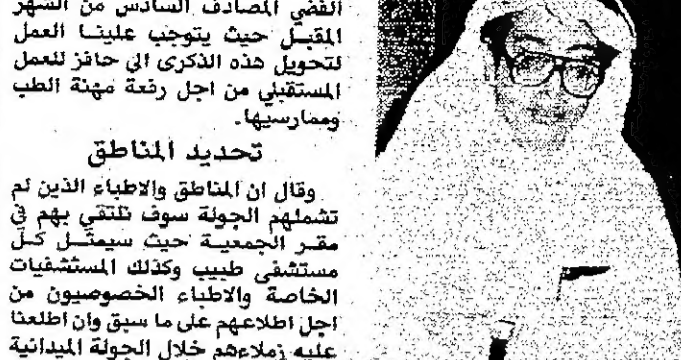 الفضي المصادف السادس من الشهر
المقبل حيث يتوجب علينا العمل
لتحويل هذه الذكرى الى حافز للعمل
المستقبلي من اجل رفعة مهنة الطب
وممارسيها.
تحديد المناطق
وقال ان المناطق والاطباء الذين لم
تشملهم الجولة سوف نلتقي بهم في
مقر الجمعية حيث سيمثل كل
مستشفى طبيب وكذلك المستشفيات
الخاصة والاطباء الخصوصيون من
اجل اطلاعهم على ما سبق وان اطلعنا
عليه زملاءهم خلال الجولة الميدانية